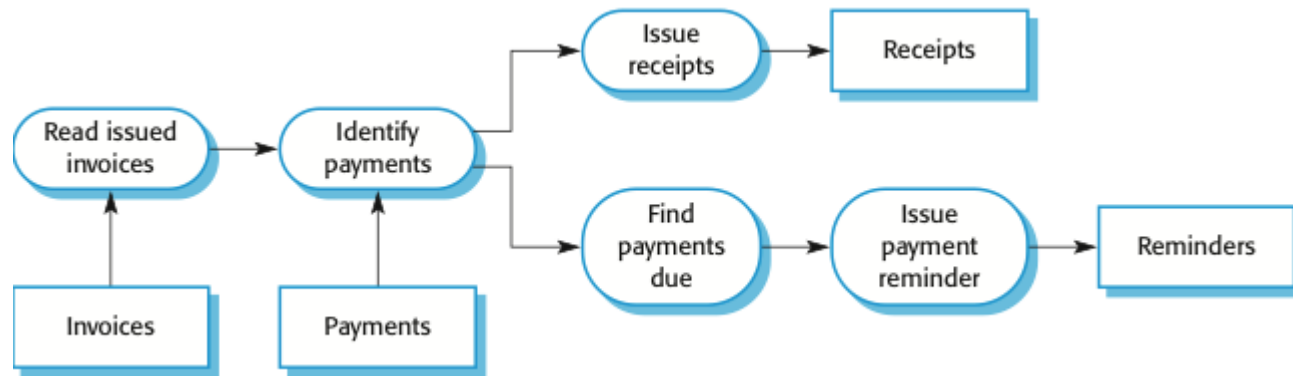 Issue
receipts
Receipts
Read issued
invoices
Identify
payments
Find
payments
due
Issue
payment
reminder
Reminders
Invoices
Payments